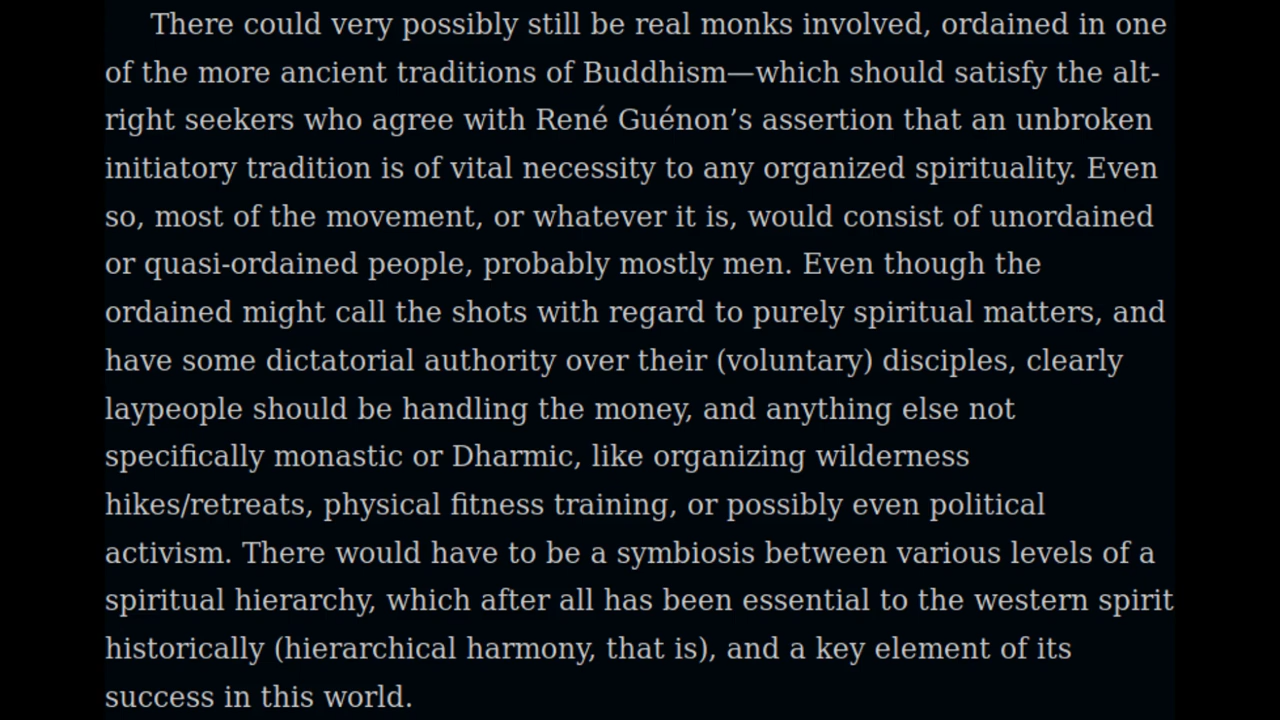 There could very possibly still be real monks involved, ordained in one
of the more ancient traditions of Buddhism—which should satisfy the alt-
right seekers who agree with René Guénon’s assertion that an unbroken
initiatory tradition is of vital necessity to any organized spirituality. Even
so, most of the movement, or whatever it is, would consist of unordained
or quasi-ordained people, probably mostly men. Even though the
ordained might call the shots with regard to purely spiritual matters, and
have some dictatorial authority over their (voluntary) disciples, clearly
laypeople should be handling the money, and anything else not
specifically monastic or Dharmic, like organizing wilderness
hikes/retreats, physical fitness training, or possibly even political
activism. There would have to be a symbiosis between various levels of a
spiritual hierarchy, which after all has been essential to the western spirit
historically (hierarchical harmony, that is), and a key element of its
success in this world.